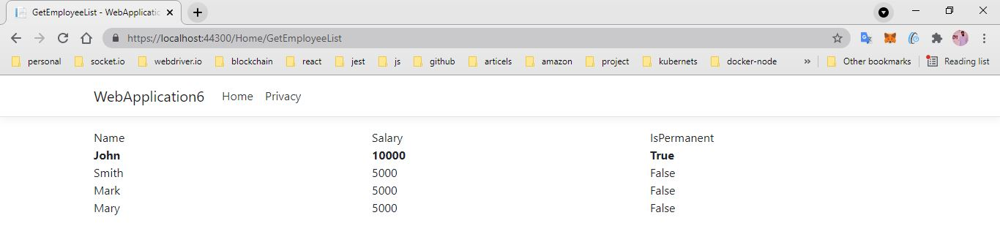 GetEmployeeList - WebApplicatic
https://localhost:44300/Home/GetEmployeeList
personal socket.io webdriver.io blockchain react jest js github articels amazon project kubernets docker-node » Other bookmarks Reading list
WebApplication6 Home Privacy
Name Salary IsPermanent
John 10000 True
Smith 5000 False
Mark 5000 False
Mary 5000 False